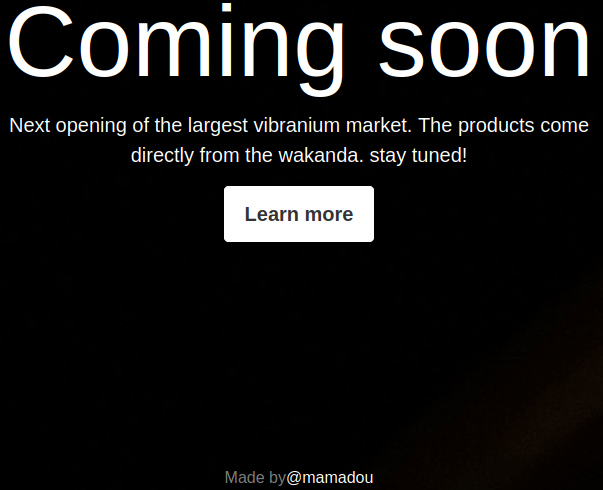 Coming soon
Next opening of the largest vibranium market. The products come
directly from the wakanda. stay tuned!
Learn more
Made by@mamadou